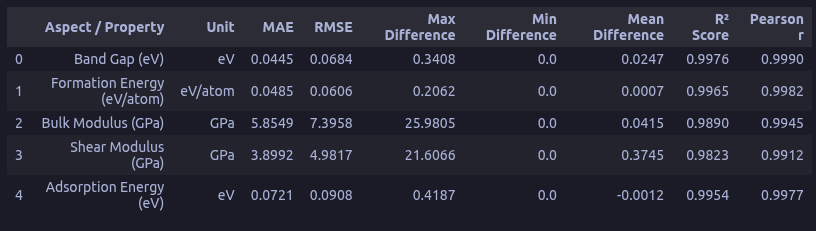 Aspect / Property Unit MAE RMSE Max Difference Min Difference Mean Difference R² Score Pearson r
0 Band Gap (eV) eV 0.0445 0.0684 0.3408 0.0 0.0247 0.9976 0.9990
1 Formation Energy (eV/atom) eV/atom 0.0485 0.0606 0.2062 0.0 0.0007 0.9965 0.9982
2 Bulk Modulus (GPa) GPa 5.8549 7.3958 25.9805 0.0 0.0415 0.9890 0.9945
3 Shear Modulus (GPa) GPa 3.8992 4.9817 21.6066 0.0 0.3745 0.9823 0.9912
4 Adsorption Energy (eV) eV 0.0721 0.0908 0.4187 0.0 -0.0012 0.9954 0.9977